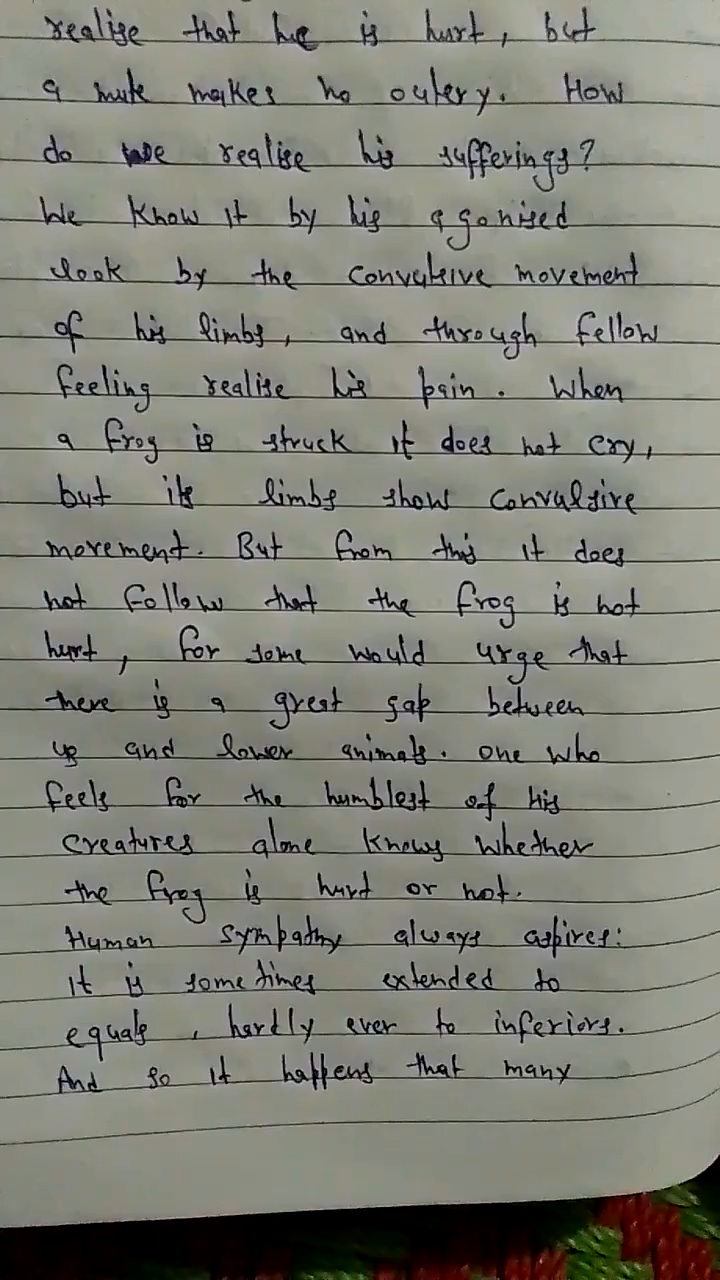 realise that he is hurt, but
a mute makes no outcry. How
do we realise his sufferings?
We know it by his agonised
look by the convulsive movement
of his limbs, and through fellow
feeling realise his pain. When
a frog is struck it does not cry,
but its limbs show convulsive
movement. But from this it does
not follow that the frog is not
hurt, for some would urge that
there is a great gap between
us and lower animals. One who
feels for the humblest of His
creatures alone knows whether
the frog is hurt or not.
Human sympathy always aspires:
it is sometimes extended to
equals, hardly ever to inferiors.
And so it happens that many